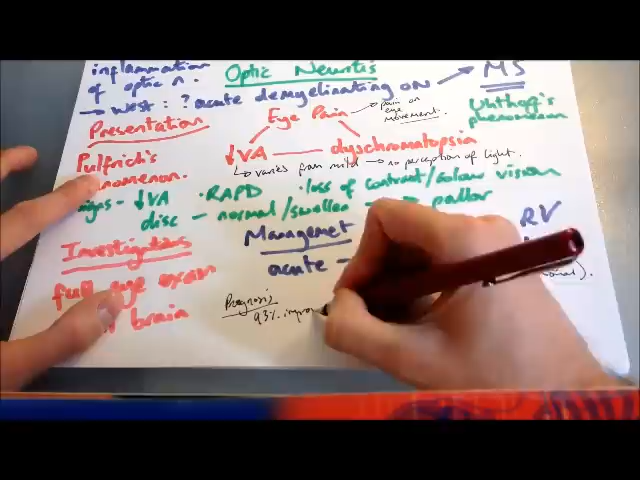 inflammation
of optic n.
Optic Neuritis
→ MS
→ West: ? acute demyelinating ON
Uhthoff's
phenomenon
Presentation
Eye Pain → pain on
eye
movement.
↓VA — dyschromatopsia
↳ varies from mild → no perception of light.
Pulfrich's
phenomenon.
signs - ↓VA · RAPD · loss of contrast/colour vision
disc - normal/swollen → pallor
Investigations
Managemet
RV
full eye exam
acute -
brain
Prognosis
93% improv